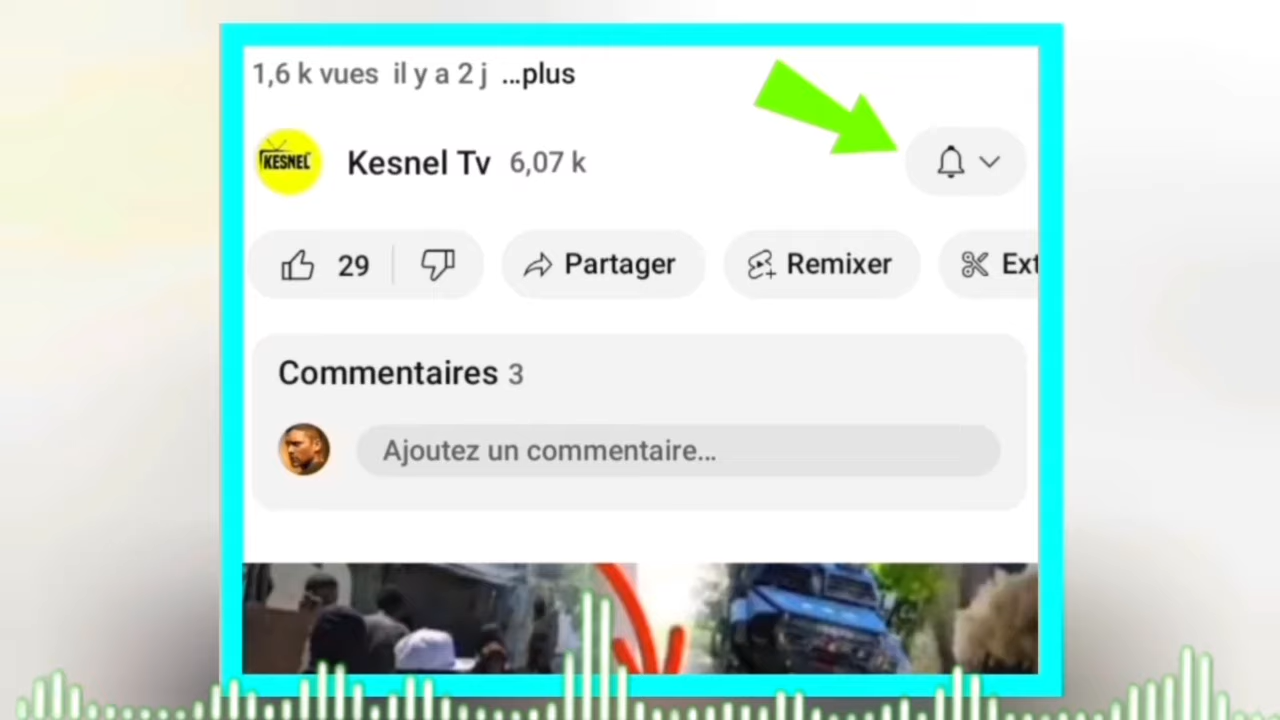 1,6 k vues il y a 2 j ...plus
KESNEL
Kesnel Tv 6,07 k
29 Partager Remixer Ext
Commentaires 3
Ajoutez un commentaire...